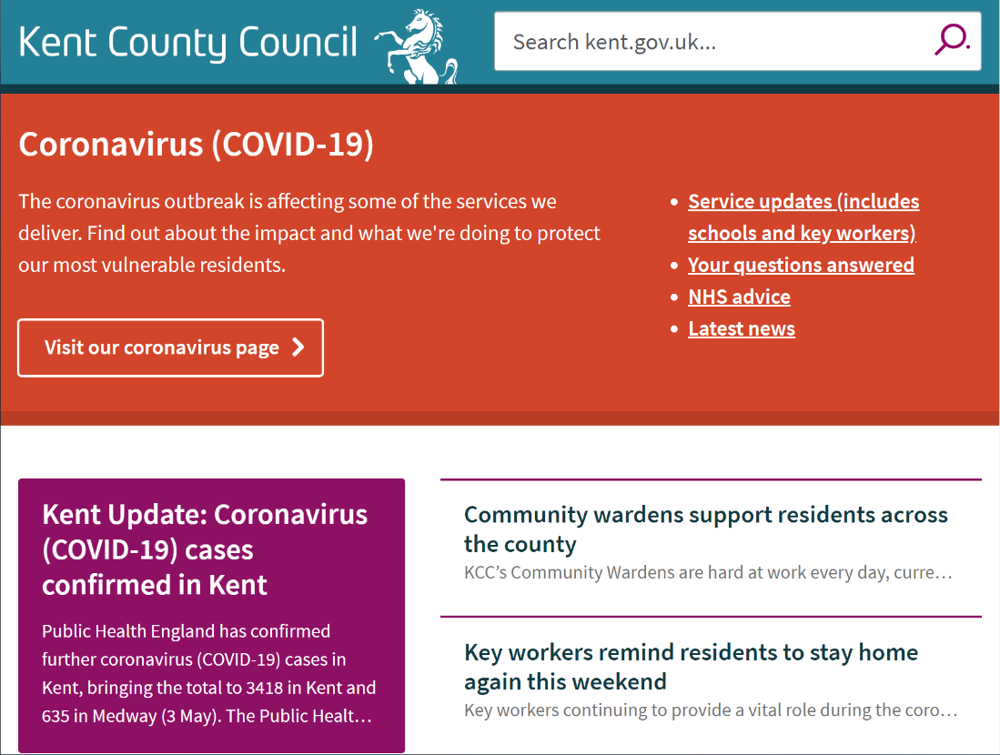 Kent County Council
Search kent.gov.uk...
Coronavirus (COVID-19)
The coronavirus outbreak is affecting some of the services we
deliver. Find out about the impact and what we're doing to protect
our most vulnerable residents.
Visit our coronavirus page
• Service updates (includes
schools and key workers)
• Your questions answered
• NHS advice
• Latest news
Kent Update: Coronavirus
(COVID-19) cases
confirmed in Kent
Public Health England has confirmed
further coronavirus (COVID-19) cases in
Kent, bringing the total to 3418 in Kent and
635 in Medway (3 May). The Public Healt…
Community wardens support residents across
the county
KCC’s Community Wardens are hard at work every day, curre…
Key workers remind residents to stay home
again this weekend
Key workers continuing to provide a vital role during the coro…